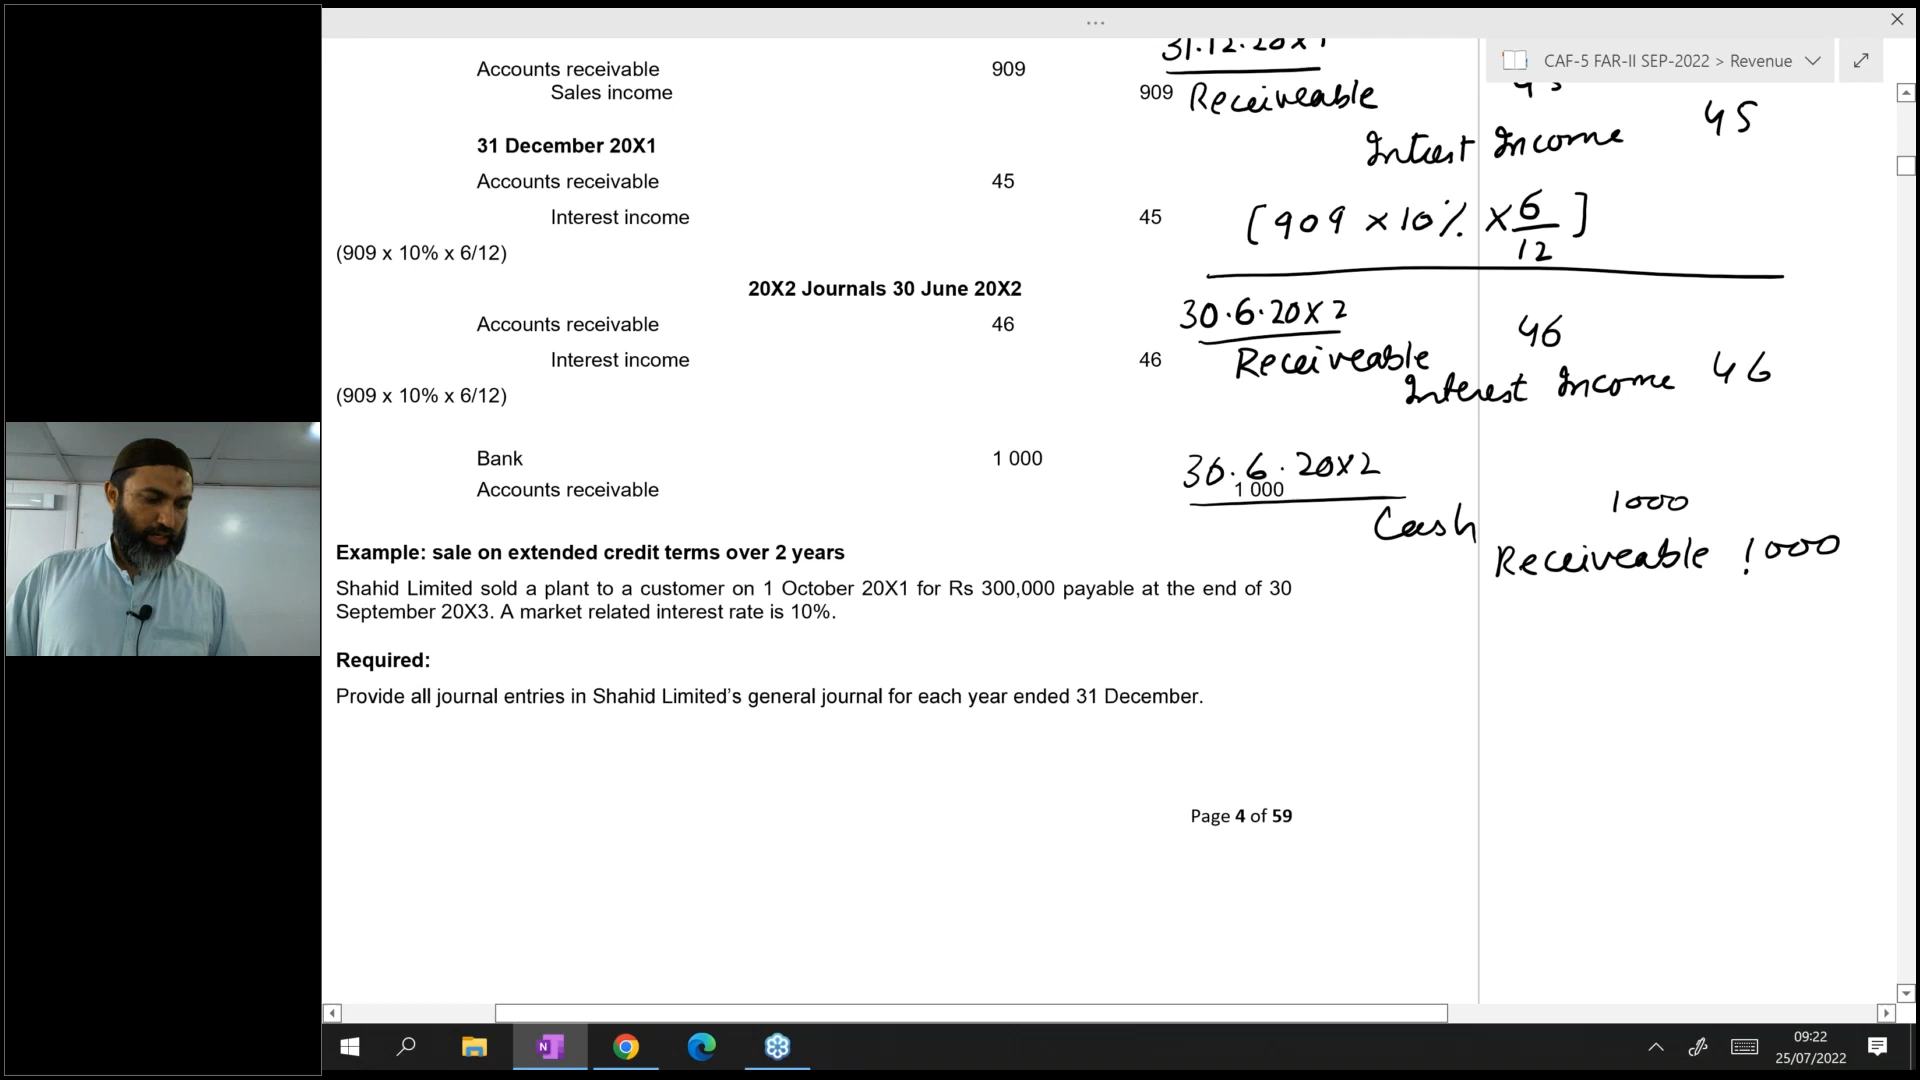 CAF-5 FAR-II SEP-2022 > Revenue
Accounts receivable 909
Sales income 909
31 December 20X1
Accounts receivable 45
Interest income 45
(909 x 10% x 6/12)
20X2 Journals 30 June 20X2
Accounts receivable 46
Interest income 46
(909 x 10% x 6/12)
Bank 1 000
Accounts receivable 1 000
Example: sale on extended credit terms over 2 years
Shahid Limited sold a plant to a customer on 1 October 20X1 for Rs 300,000 payable at the end of 30
September 20X3. A market related interest rate is 10%.
Required:
Provide all journal entries in Shahid Limited’s general journal for each year ended 31 December.
Page 4 of 59
31.12.20X1
Receiveable 45
Intrest Income 45
[909 x 10% x 6/12]
30.6.20X2
Receiveable 46
Interest Income 46
30.6.20X2
Cash 1000
Receiveable 1000
09:22
25/07/2022